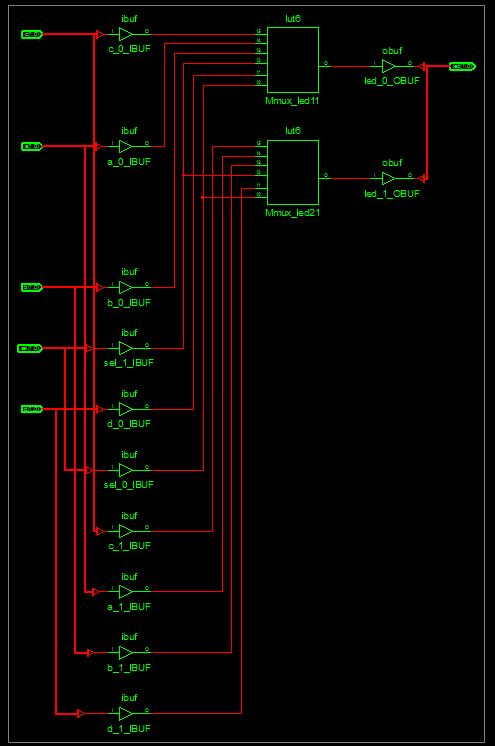 ibuf
c_0_IBUF
lut6
Mmux_led11
obuf
led_0_OBUF
ibuf
a_0_IBUF
lut6
Mmux_led21
obuf
led_1_OBUF
ibuf
b_0_IBUF
ibuf
sel_1_IBUF
ibuf
d_0_IBUF
ibuf
sel_0_IBUF
ibuf
c_1_IBUF
ibuf
a_1_IBUF
ibuf
b_1_IBUF
ibuf
d_1_IBUF